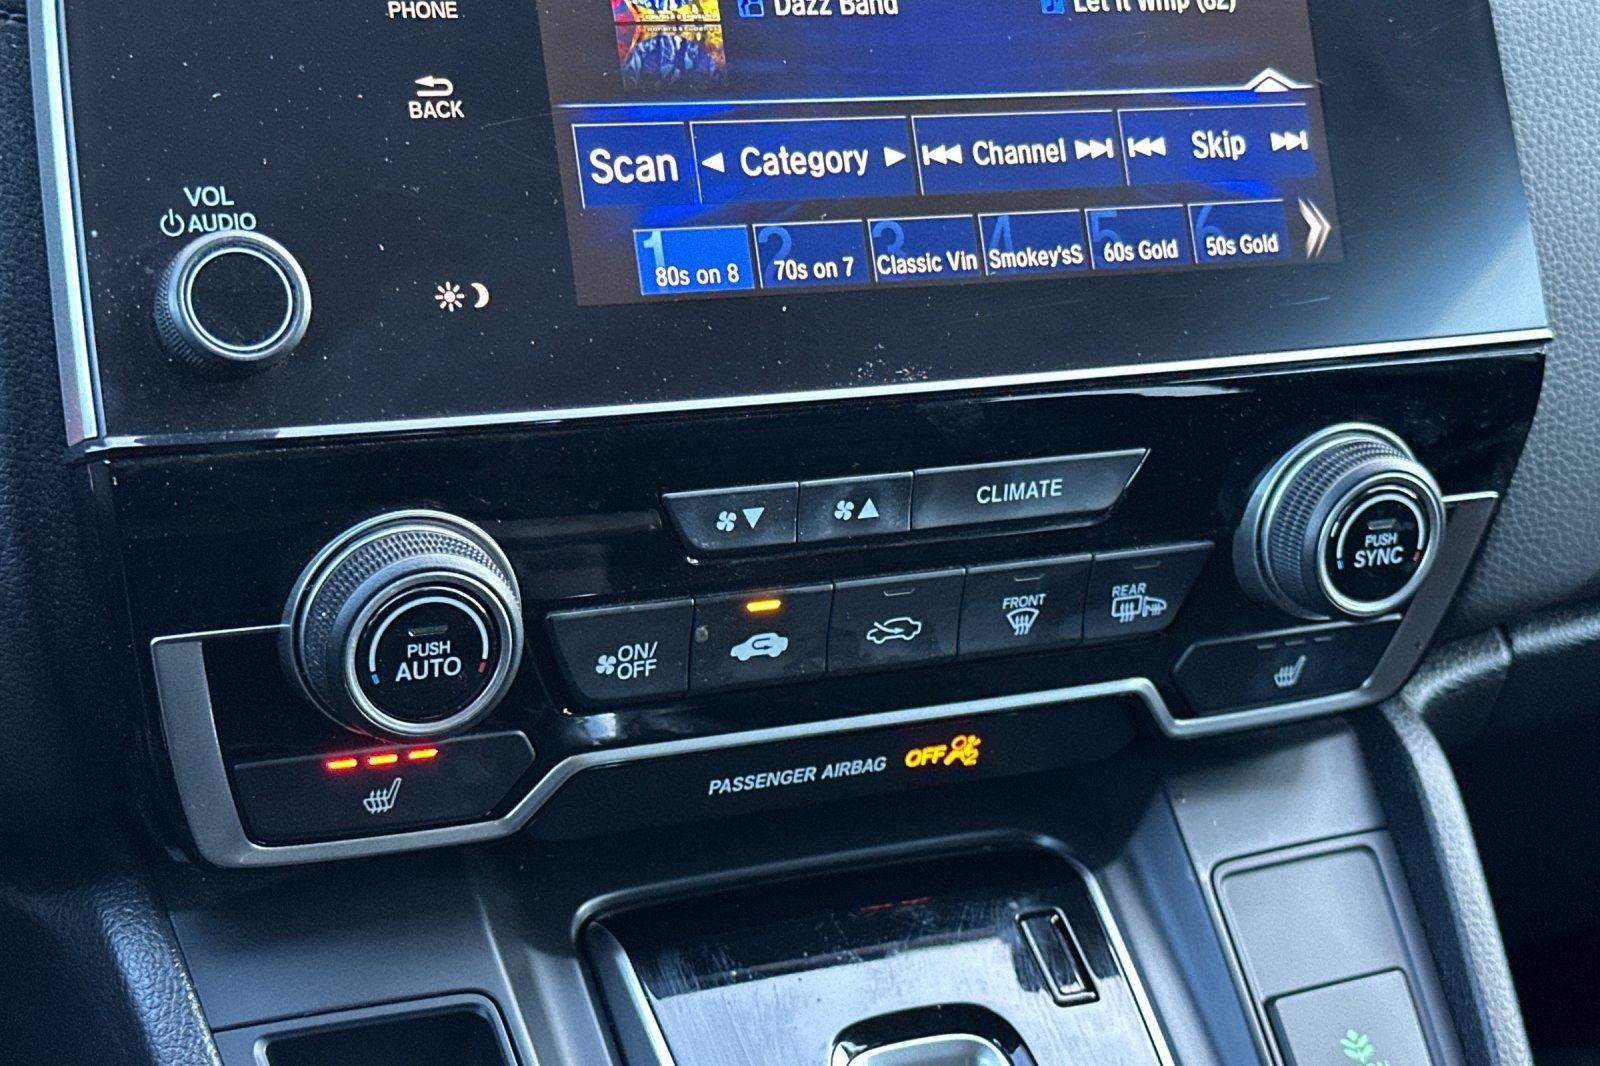 PHONE
Dazz Band
Let It Whip (82)
BACK
Scan
Category
Channel
Skip
VOL
AUDIO
1
80s on 8
2
70s on 7
3
Classic Vin
4
Smokey'sS
5
60s Gold
6
50s Gold
CLIMATE
PUSH
SYNC
PUSH
AUTO
ON/
OFF
FRONT
REAR
PASSENGER AIRBAG OFF 2